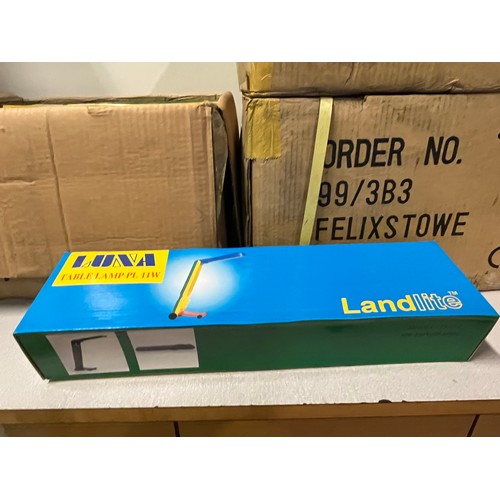 ORDER NO.
99/3B3
FELIXSTOWE
LUNA
TABLE LAMP-PL 11W
Landlite™